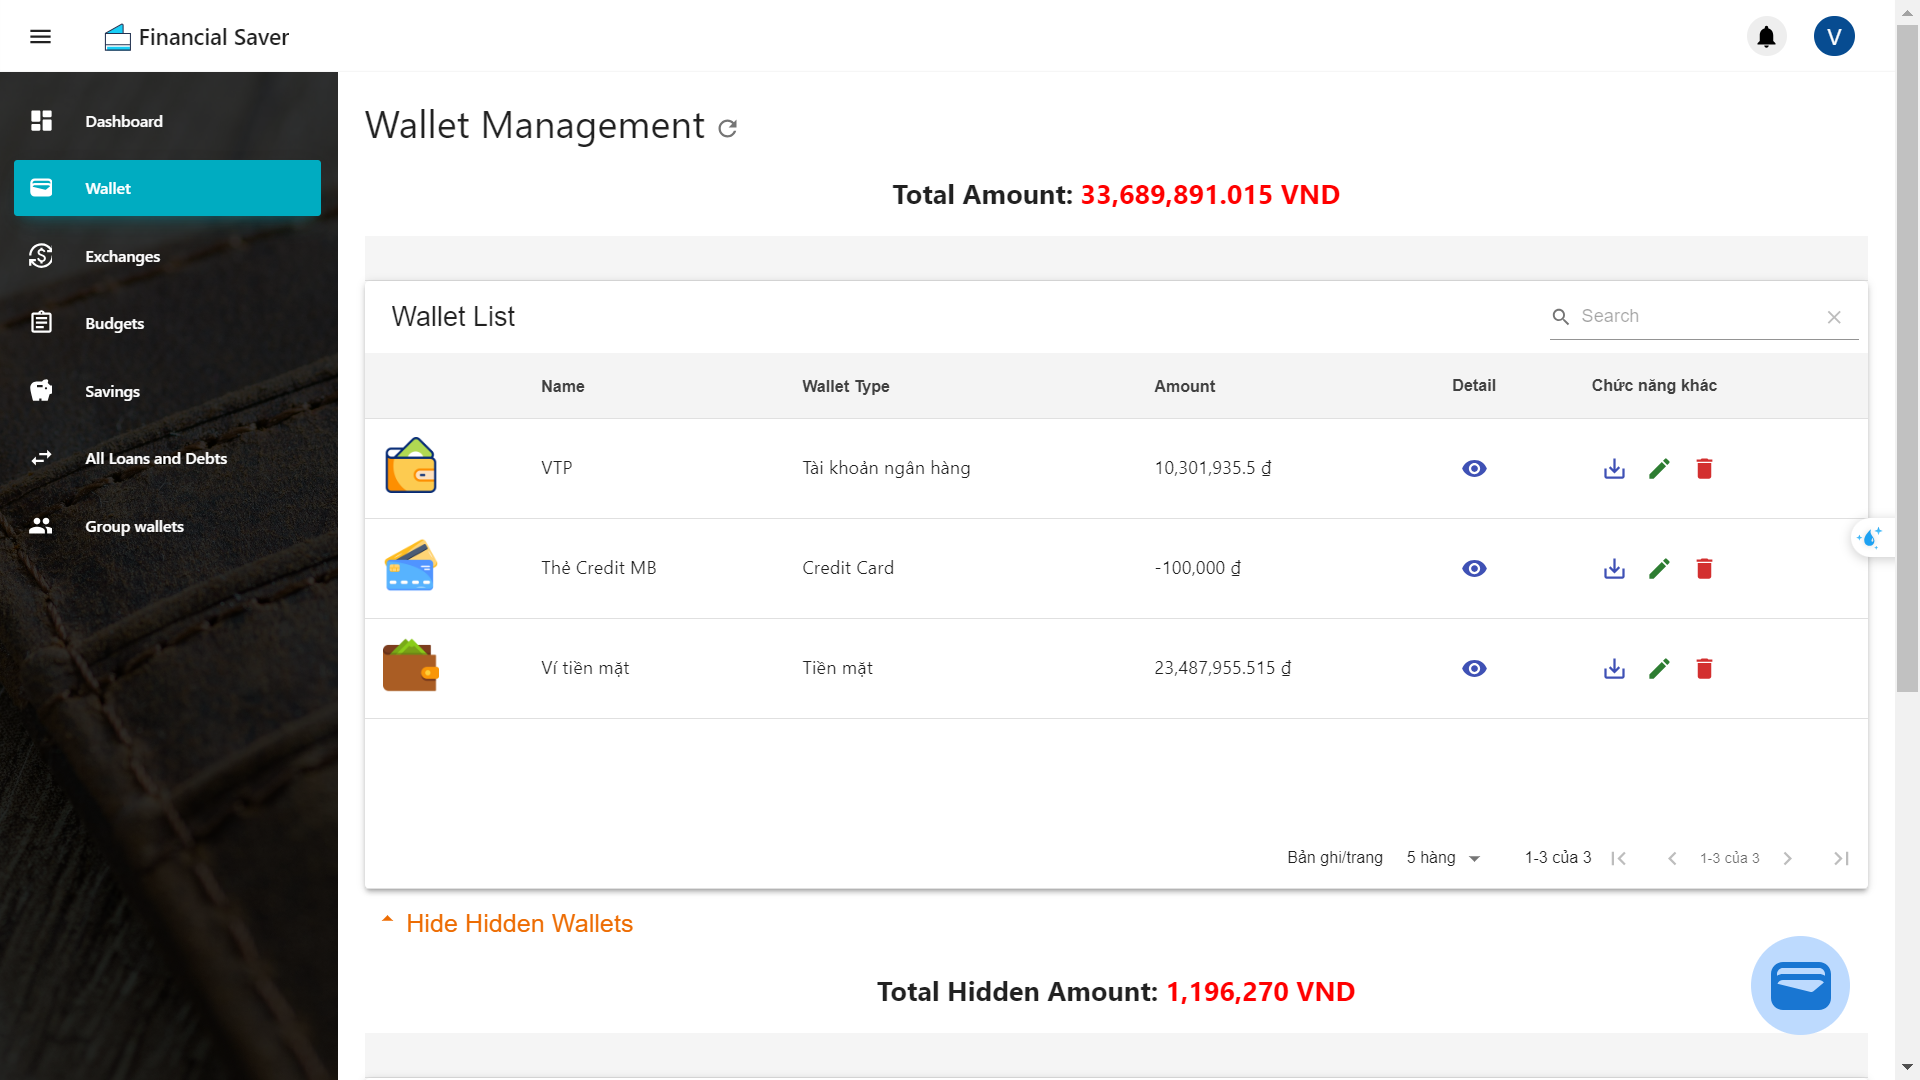 Financial Saver
V
Dashboard
Wallet
Exchanges
Budgets
Savings
All Loans and Debts
Group wallets
Wallet Management
Total Amount: 33,689,891.015 VND
Wallet List
Search
Name Wallet Type Amount Detail Chức năng khác
VTP Tài khoản ngân hàng 10,301,935.5 ₫
Thẻ Credit MB Credit Card -100,000 ₫
Ví tiền mặt Tiền mặt 23,487,955.515 ₫
Bản ghi/trang 5 hàng 1-3 của 3 1-3 của 3
Hide Hidden Wallets
Total Hidden Amount: 1,196,270 VND